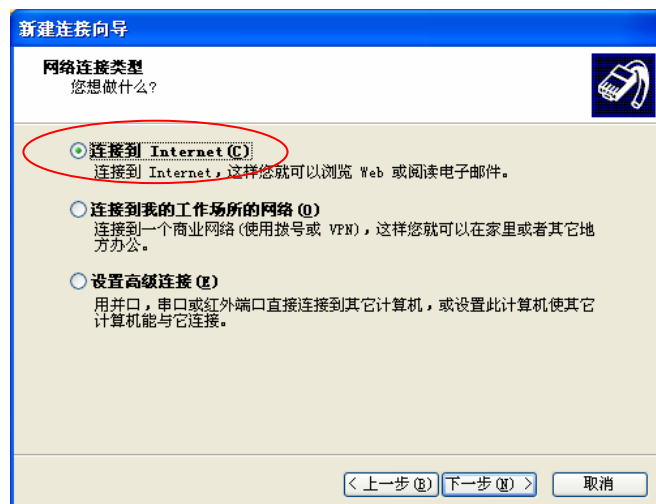 新建连接向导
网络连接类型
您想做什么?
连接到 Internet(C)
连接到 Internet,这样您就可以浏览 Web 或阅读电子邮件。
连接到我的工作场所的网络(O)
连接到一个商业网络(使用拨号或 VPN),这样您就可以在家里或者其它地
方办公。
设置高级连接(E)
用并口,串口或红外端口直接连接到其它计算机,或设置此计算机使其它
计算机能与它连接。
< 上一步(B) 下一步(N) > 取消